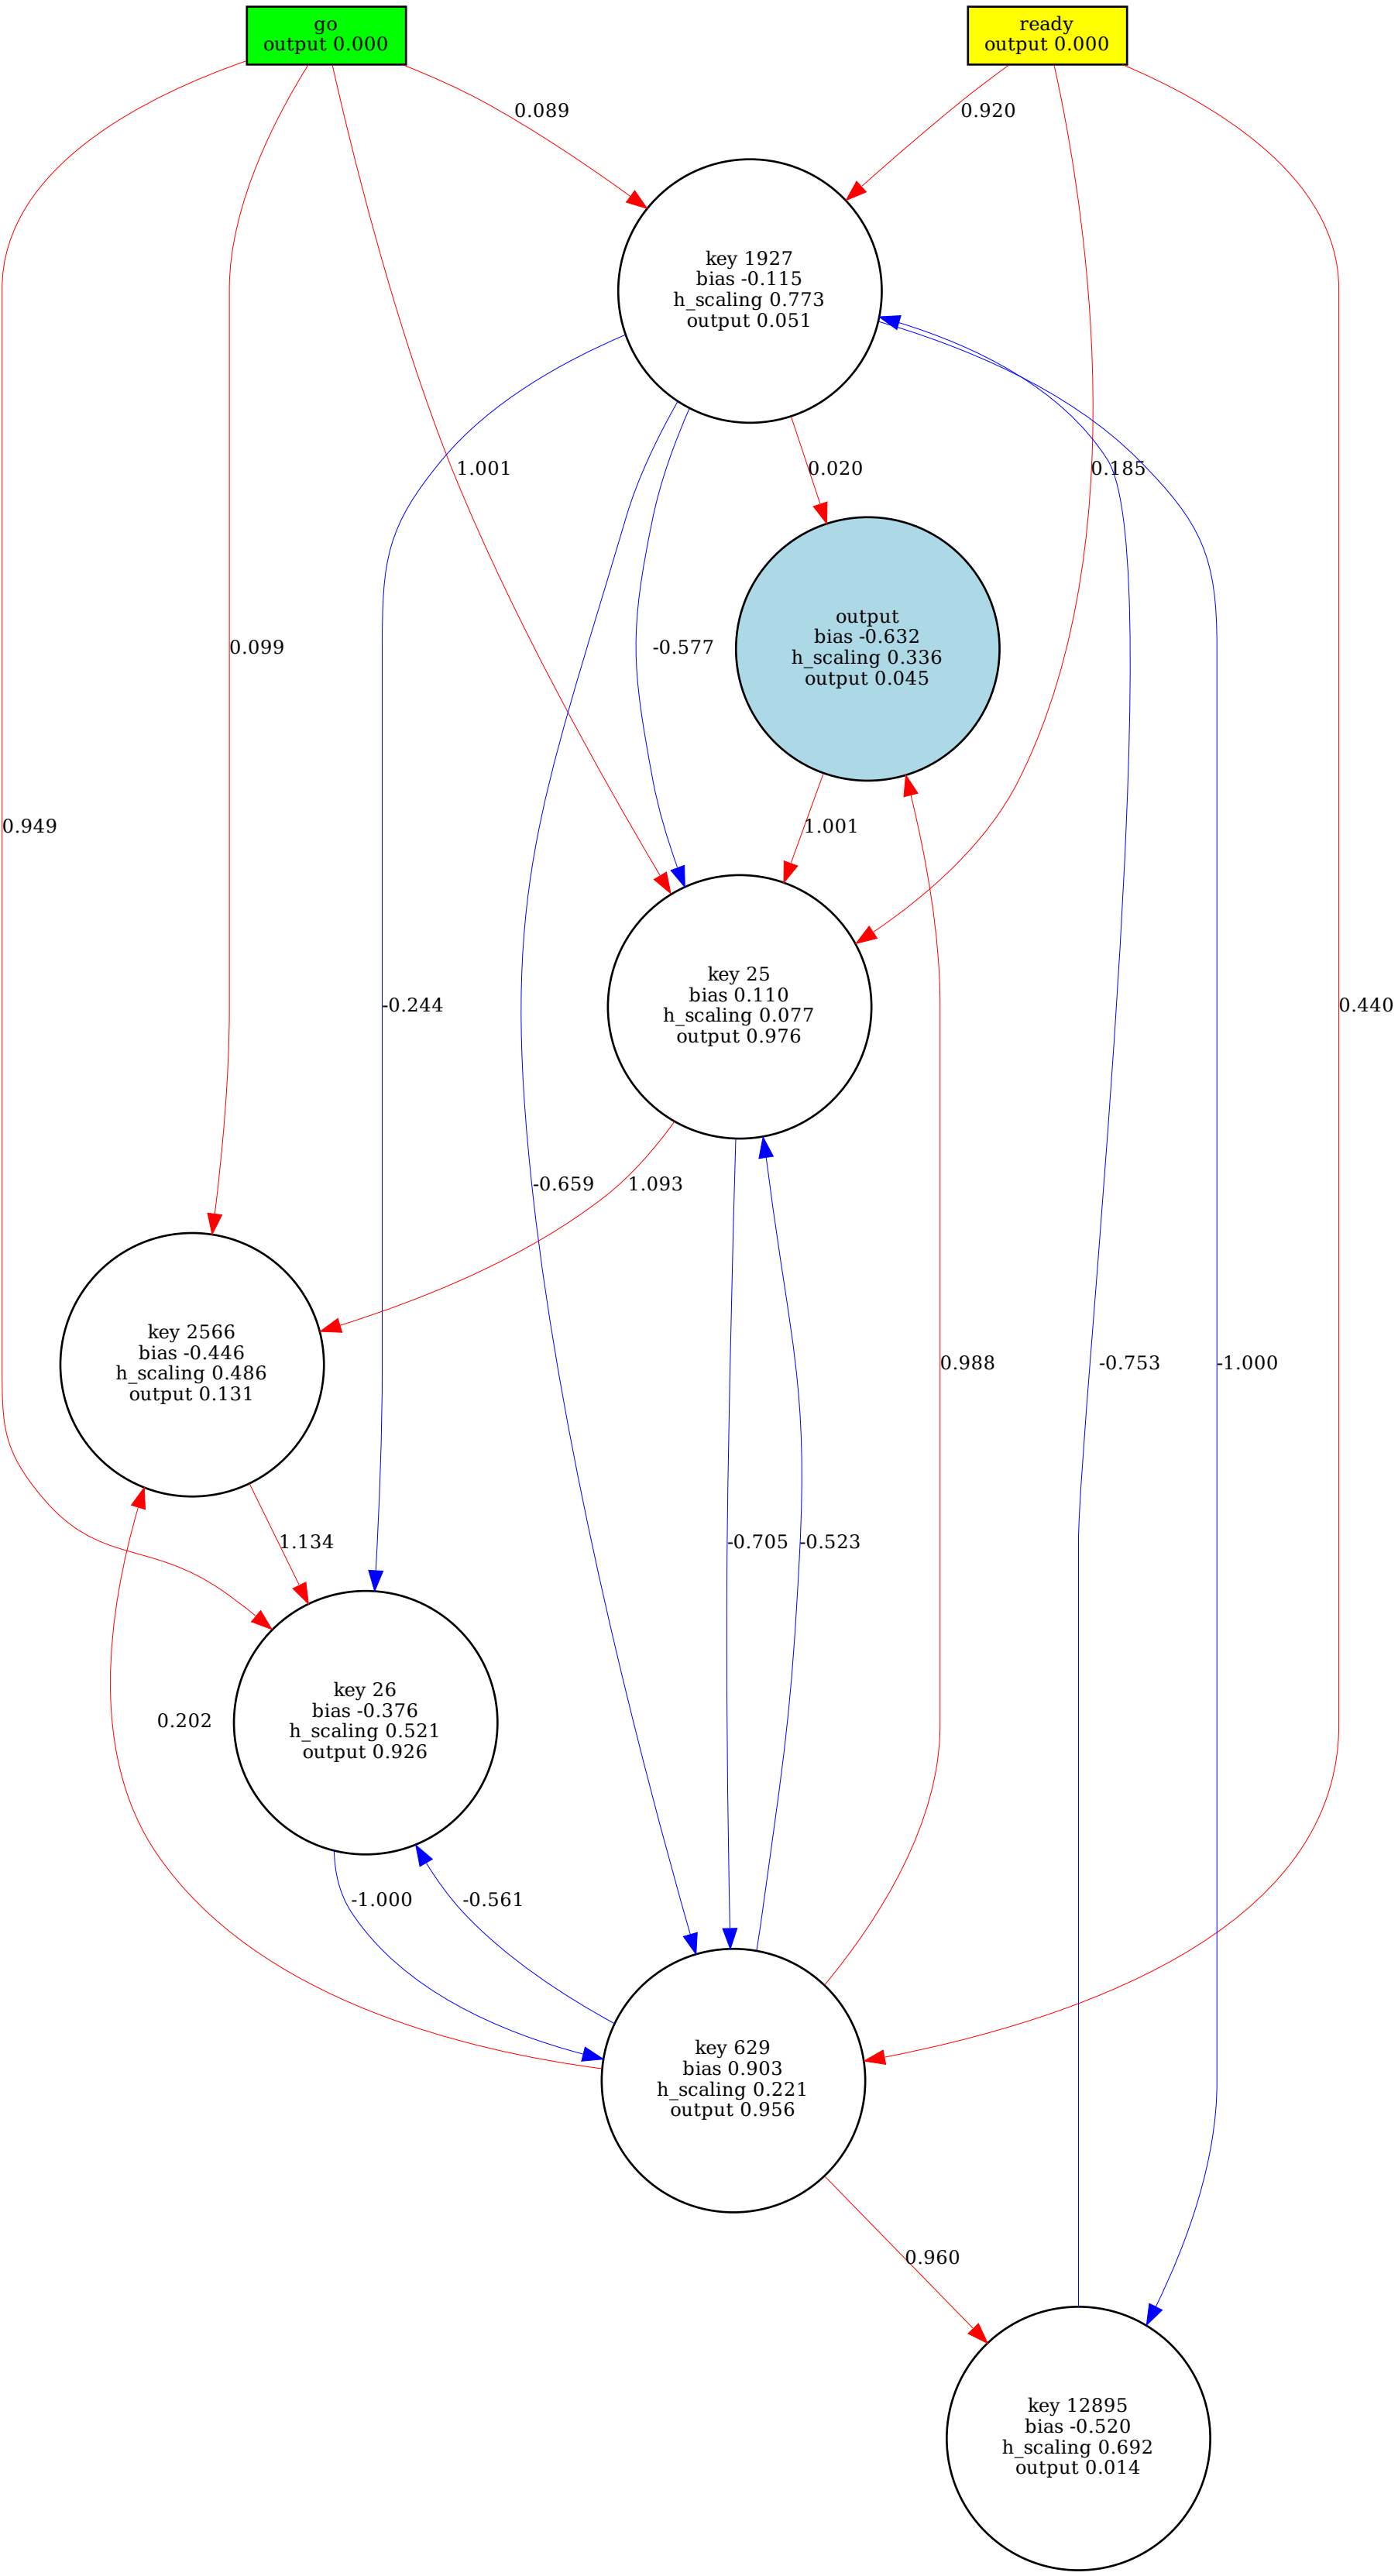 go
output 0.000
ready
output 0.000
0.089
0.920
key 1927
bias -0.115
h_scaling 0.773
output 0.051
1.001
0.020
0.185
output
bias -0.632
h_scaling 0.336
output 0.045
0.099
-0.577
0.949
1.001
key 25
bias 0.110
h_scaling 0.077
output 0.976
-0.244
0.440
-0.659
1.093
key 2566
bias -0.446
h_scaling 0.486
output 0.131
0.988
-0.753
-1.000
1.134
-0.705
-0.523
key 26
bias -0.376
h_scaling 0.521
output 0.926
0.202
-1.000
-0.561
key 629
bias 0.903
h_scaling 0.221
output 0.956
0.960
key 12895
bias -0.520
h_scaling 0.692
output 0.014